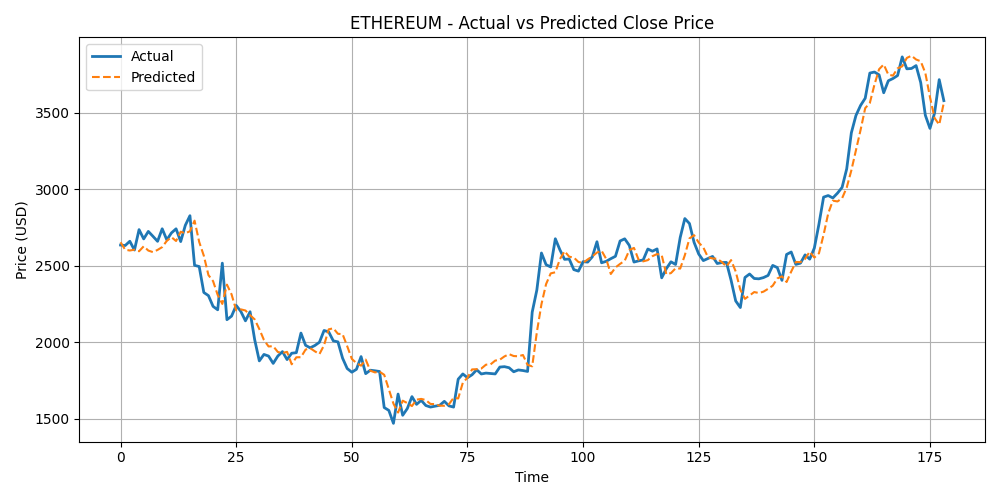 ETHEREUM - Actual vs Predicted Close Price
Actual
Predicted
Price (USD)
3500
3000
2500
2000
1500
0 25 50 75 100 125 150 175
Time